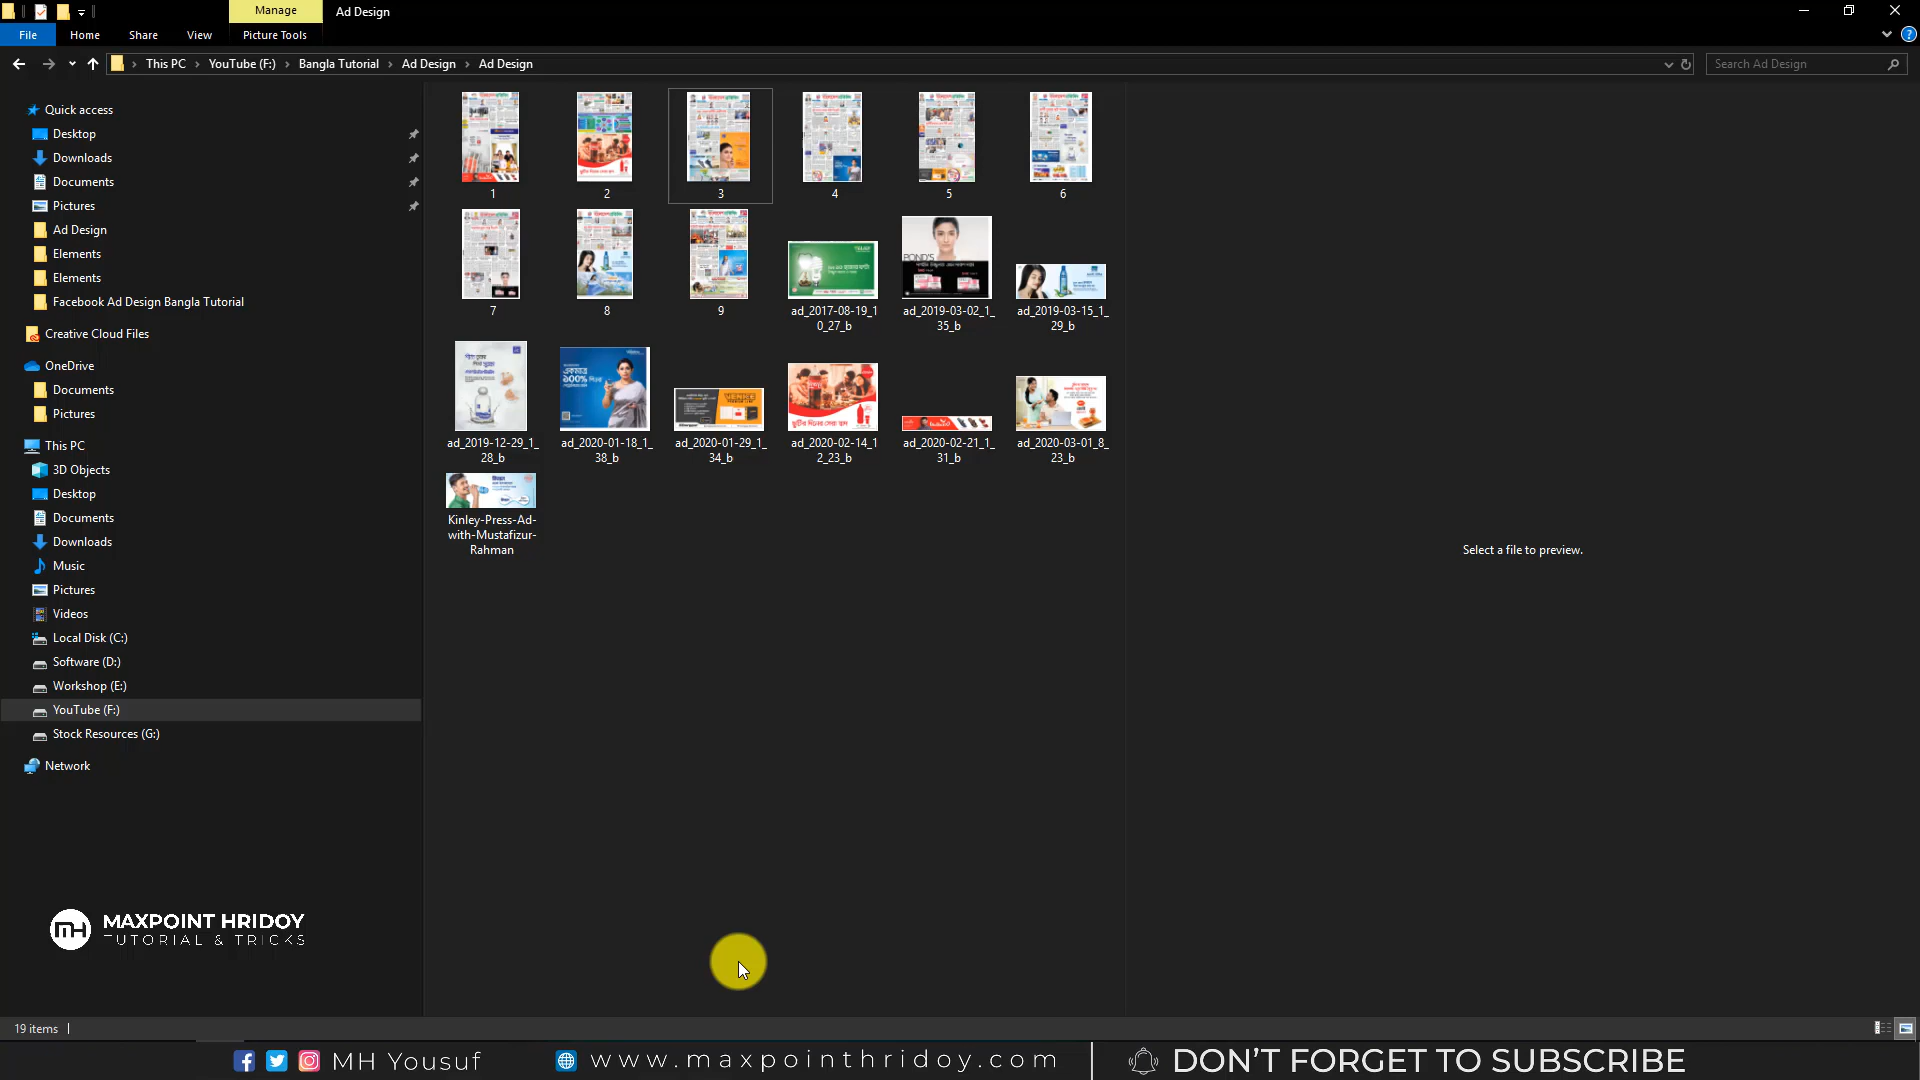 Manage
Ad Design
File
Home
Share
View
Picture Tools
This PC
YouTube (F:)
Bangla Tutorial
Ad Design
Ad Design
Search Ad Design
Quick access
Desktop
Downloads
Documents
Pictures
Ad Design
Elements
Elements
Facebook Ad Design Bangla Tutorial
Creative Cloud Files
OneDrive
Documents
Pictures
This PC
3D Objects
Desktop
Documents
Downloads
Music
Pictures
Videos
Local Disk (C:)
Software (D:)
Workshop (E:)
YouTube (F:)
Stock Resources (G:)
Network
1
2
3
4
5
6
7
8
9
ad_2017-08-19_1
0_27_b
POND'S
ad_2019-03-02_1_
35_b
ad_2019-03-15_1_
29_b
ad_2019-12-29_1_
28_b
একমাত্র
১০০%
ad_2020-01-18_1_
38_b
VENICE
ad_2020-01-29_1_
34_b
ad_2020-02-14_1
2_23_b
ad_2020-02-21_1_
31_b
ad_2020-03-01_8_
23_b
Kinley-Press-Ad-
with-Mustafizur-
Rahman
Select a file to preview.
MH
MAXPOINT HRIDOY
TUTORIAL & TRICKS
19 items
MH Yousuf
www.maxpointhridoy.com
DON'T FORGET TO SUBSCRIBE